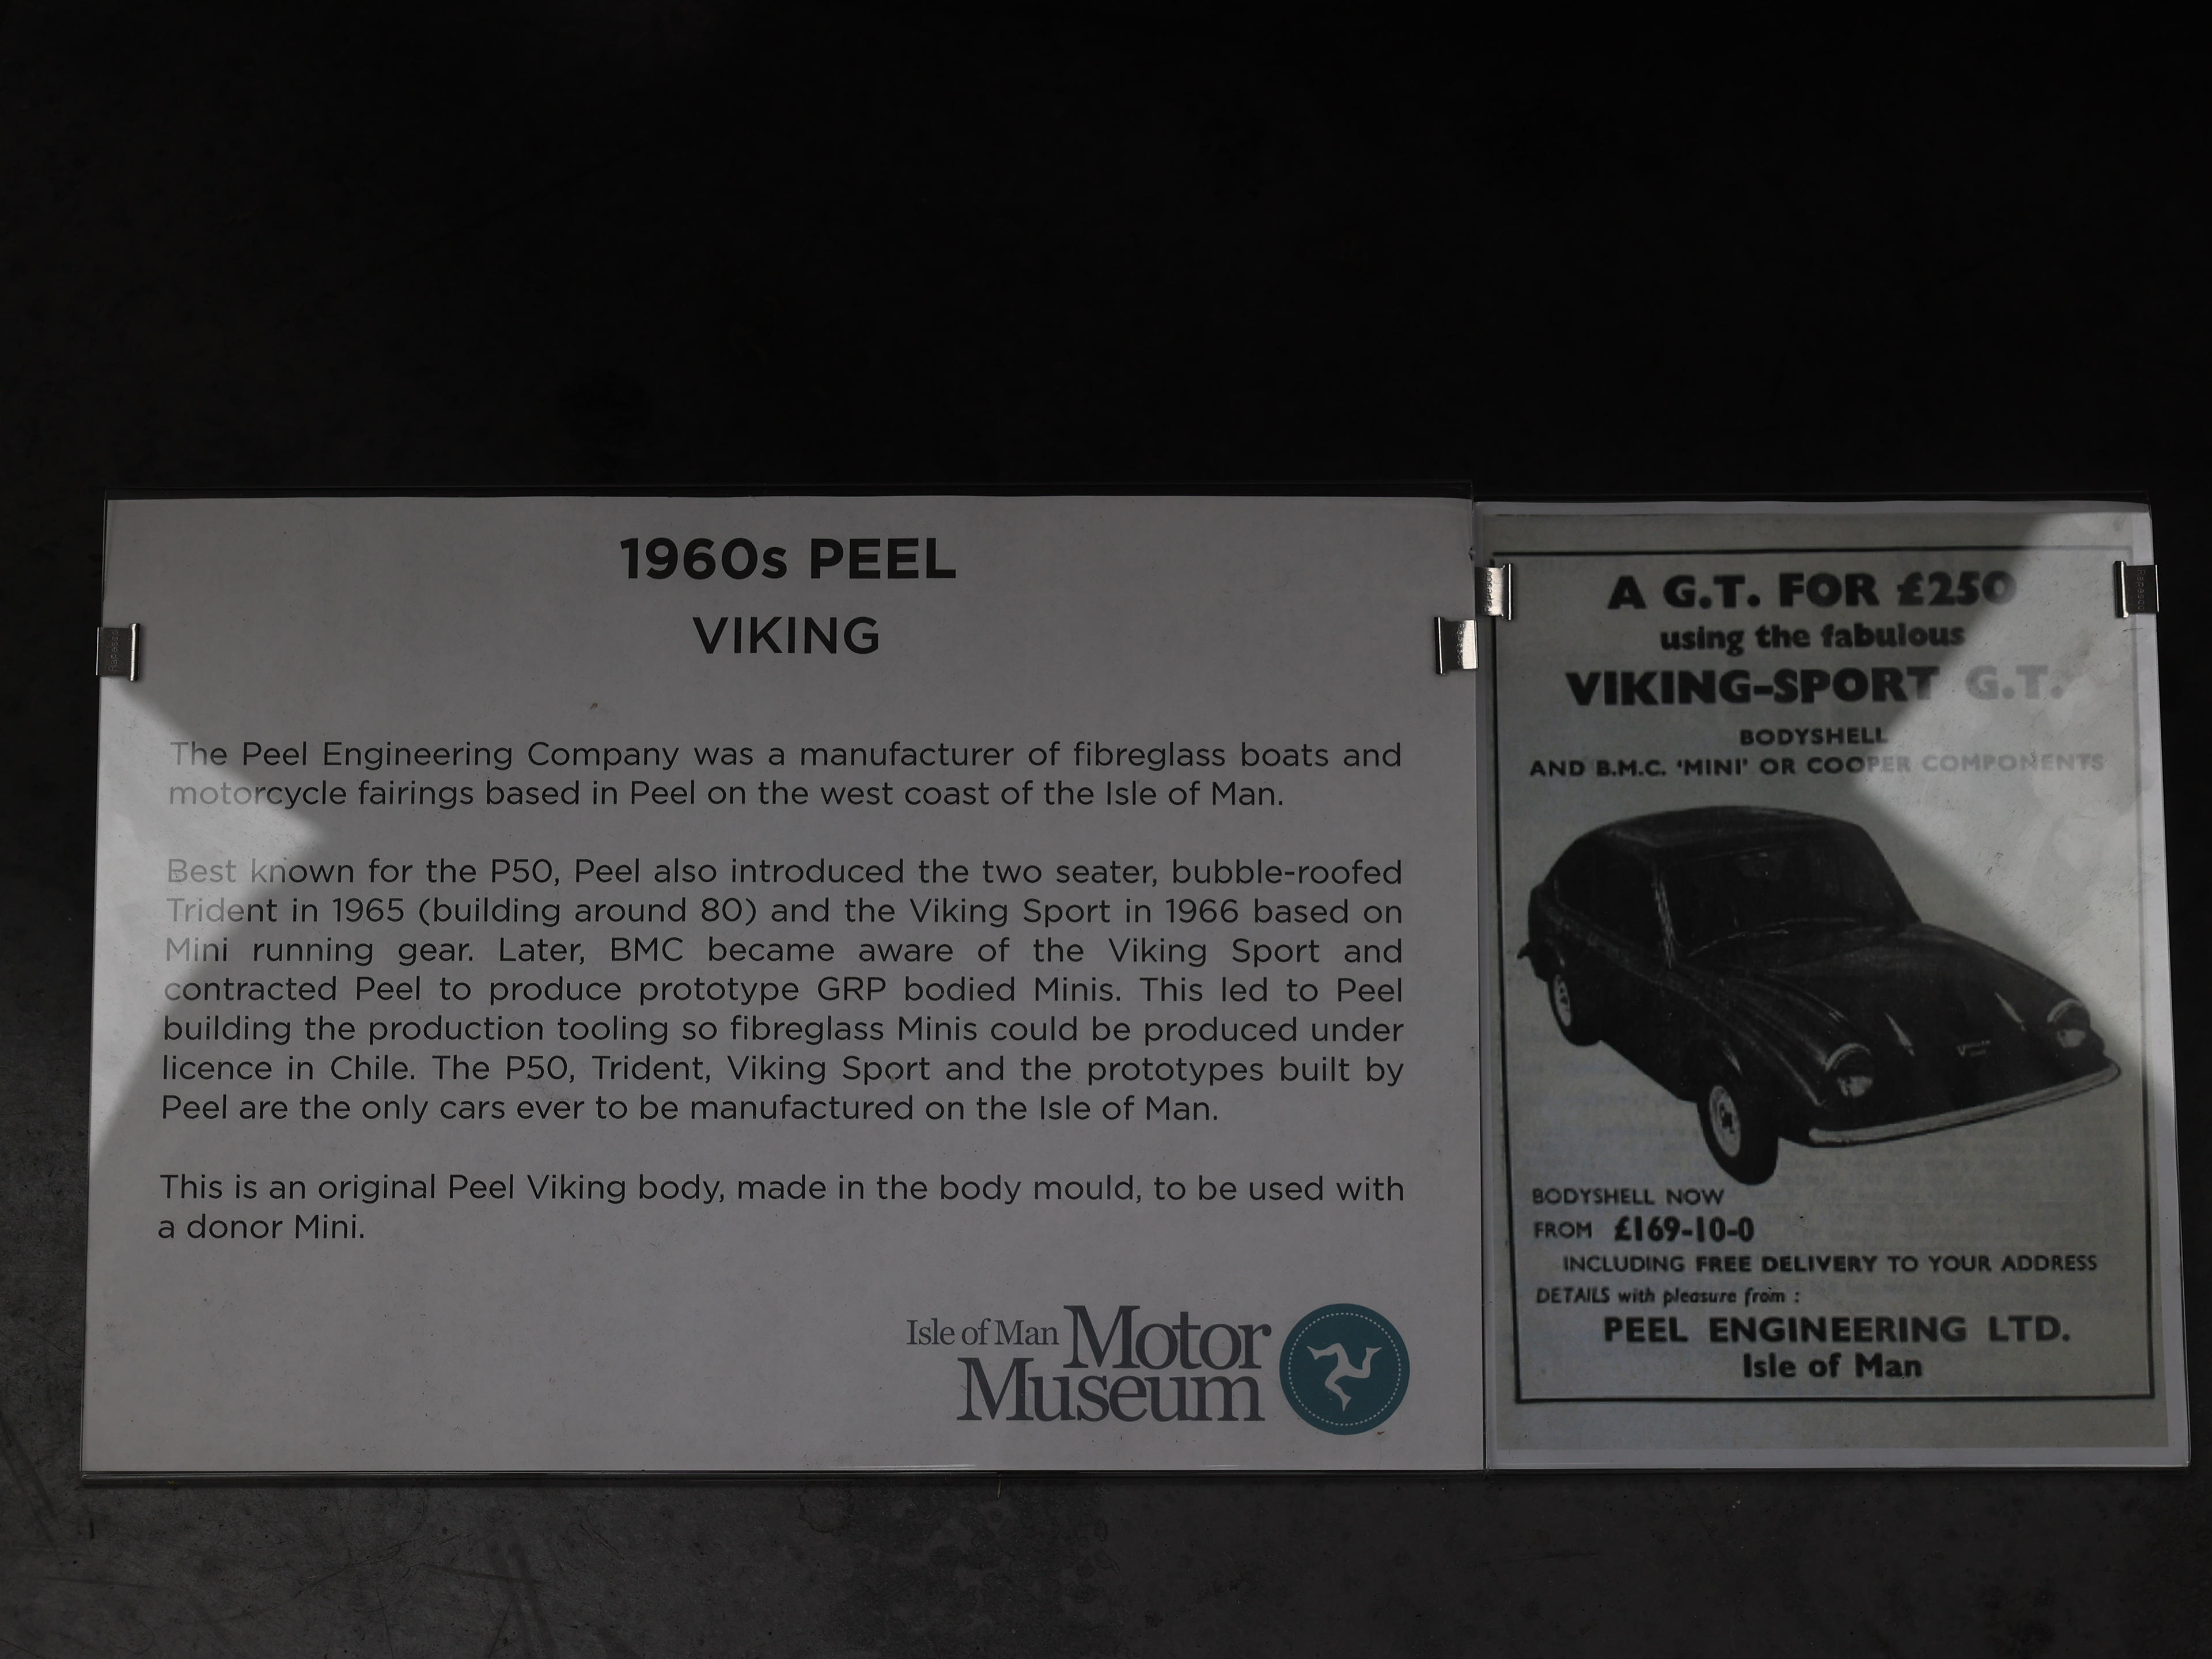 1960s PEEL
VIKING
The Peel Engineering Company was a manufacturer of fibreglass boats and
motorcycle fairings based in Peel on the west coast of the Isle of Man.
Best known for the P50, Peel also introduced the two seater, bubble-roofed
Trident in 1965 (building around 80) and the Viking Sport in 1966 based on
Mini running gear. Later, BMC became aware of the Viking Sport and
contracted Peel to produce prototype GRP bodied Minis. This led to Peel
building the production tooling so fibreglass Minis could be produced under
licence in Chile. The P50, Trident, Viking Sport and the prototypes built by
Peel are the only cars ever to be manufactured on the Isle of Man.
This is an original Peel Viking body, made in the body mould, to be used with
a donor Mini.
Isle of Man Motor
Museum
A G.T. FOR £250
using the fabulous
VIKING-SPORT G.T.
BODYSHELL
AND B.M.C. 'MINI' OR COOPER COMPONENTS
BODYSHELL NOW
FROM £169-10-0
INCLUDING FREE DELIVERY TO YOUR ADDRESS
DETAILS with pleasure from :
PEEL ENGINEERING LTD.
Isle of Man
Rapesco
Rapesco
Rapesco